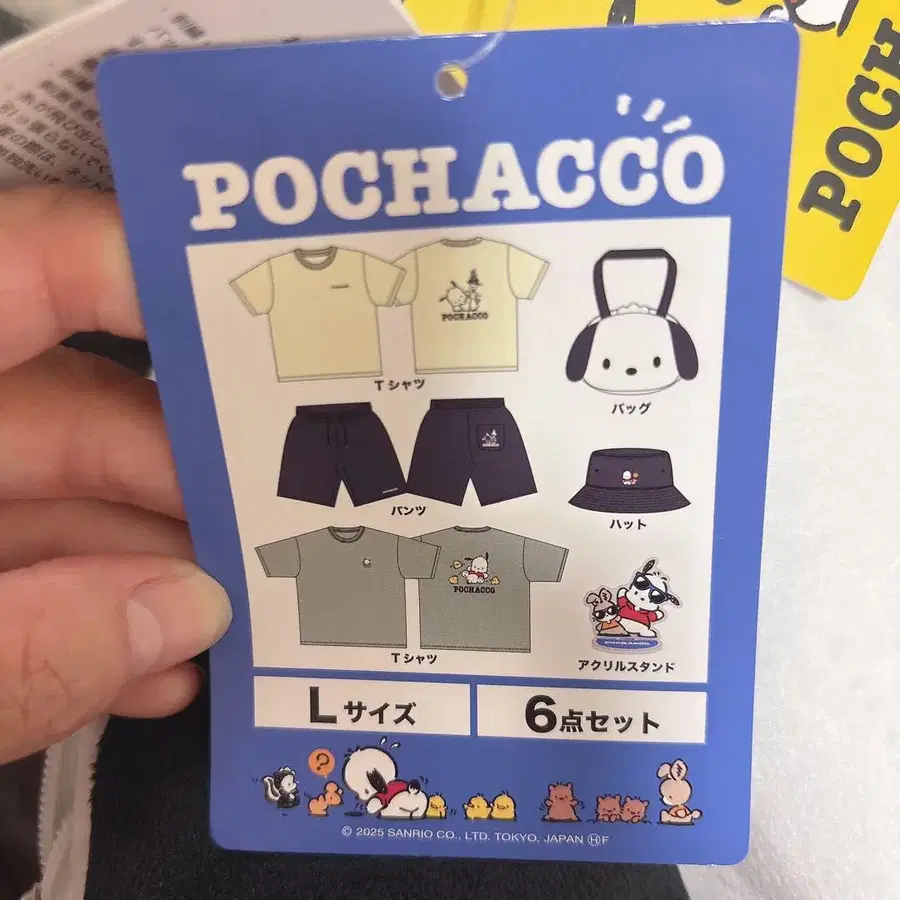 POCHACCO
POCHACCO
Tシャツ
バッグ
パンツ
ハット
POCHACCO
Tシャツ
POCHACCO
アクリルスタンド
Lサイズ
6点セット
?
© 2025 SANRIO CO., LTD. TOKYO, JAPAN ⒽF
POCH